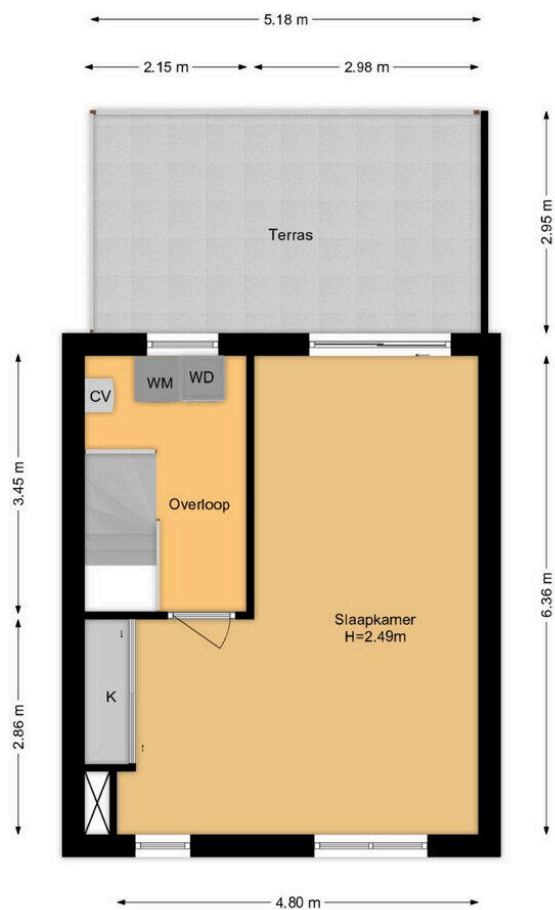 5.18 m
2.15 m
2.98 m
Terras
2.95 m
CV
WM
WD
3.45 m
Overloop
6.36 m
Slaapkamer
H=2.49m
K
2.86 m
4.80 m